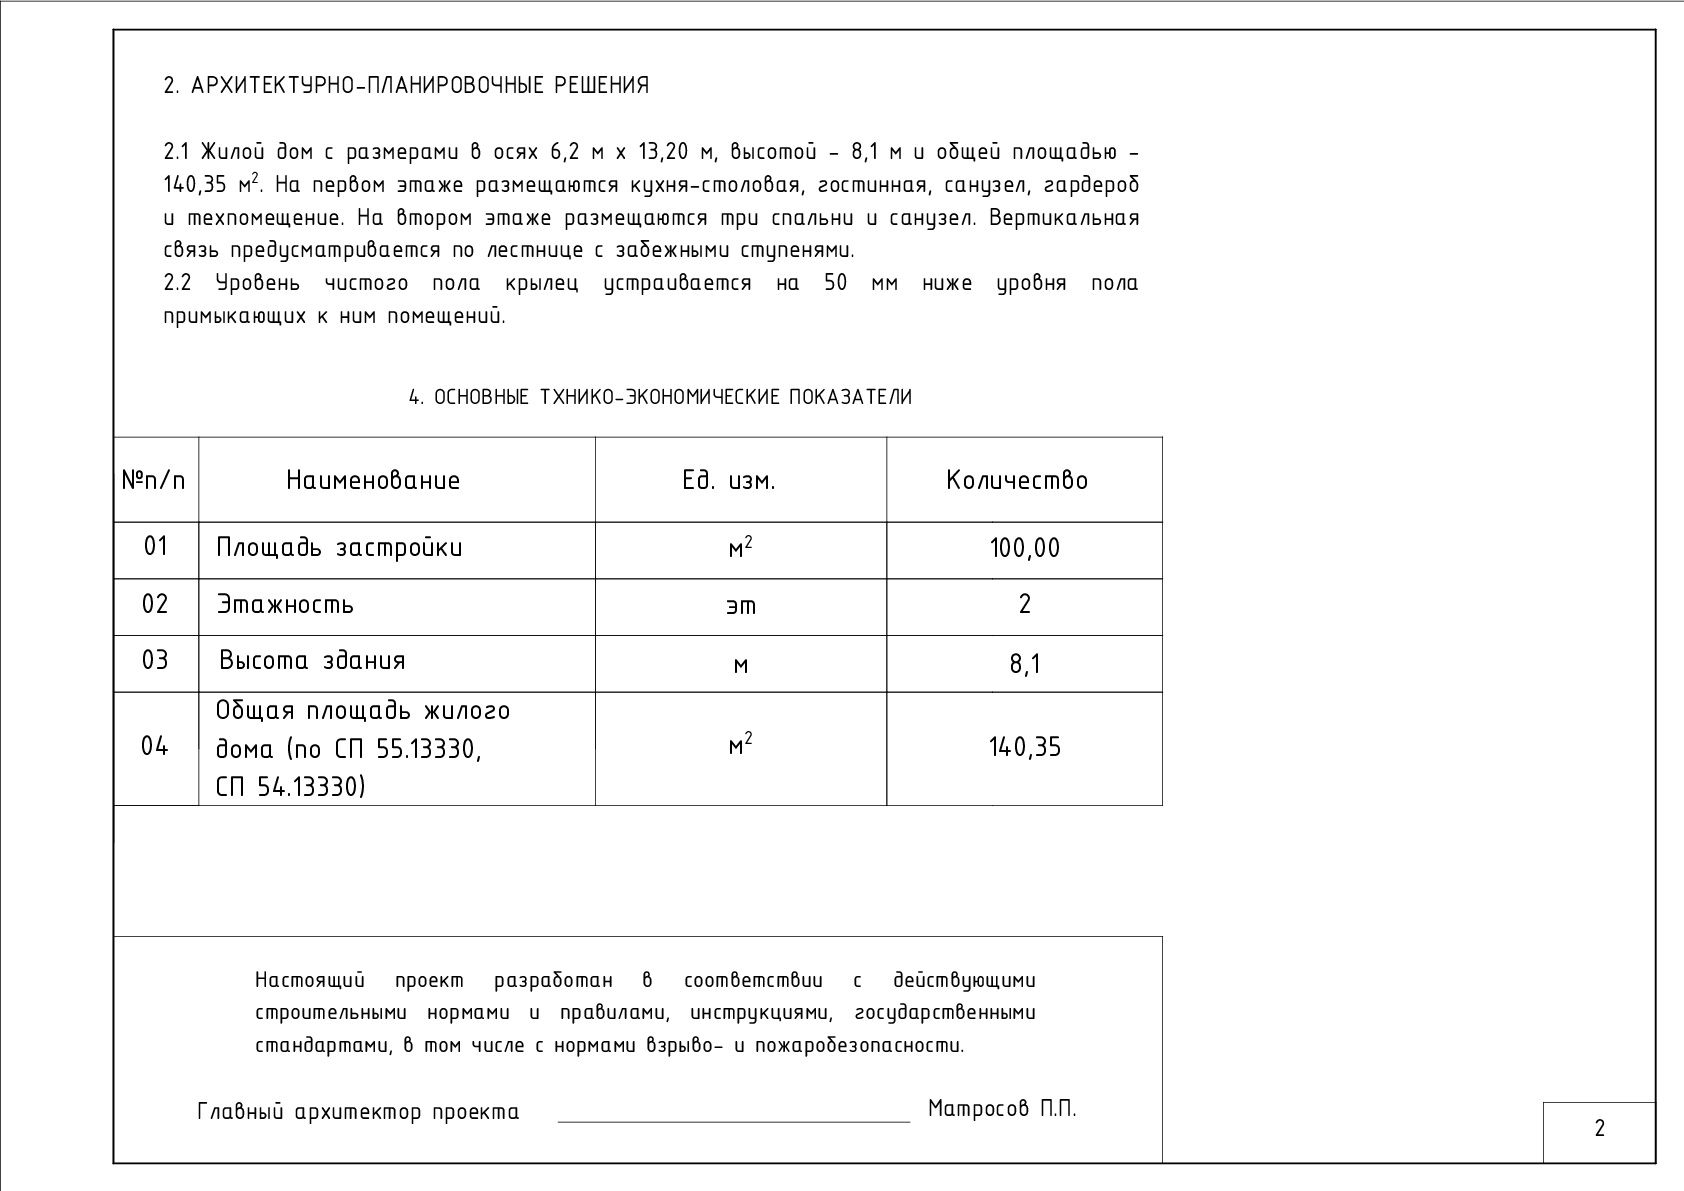 2. АРХИТЕКТУРНО-ПЛАНИРОВОЧНЫЕ РЕШЕНИЯ
2.1 Жилой дом с размерами в осях 6,2 м х 13,20 м, высотой - 8,1 м и общей площадью -
140,35 м². На первом этаже размещаются кухня-столовая, гостинная, санузел, гардероб
и техпомещение. На втором этаже размещаются три спальни и санузел. Вертикальная
связь предусматривается по лестнице с забежными ступенями.
2.2 Уровень чистого пола крылец устраивается на 50 мм ниже уровня пола
примыкающих к ним помещений.
4. ОСНОВНЫЕ ТХНИКО-ЭКОНОМИЧЕСКИЕ ПОКАЗАТЕЛИ
№п/п Наименование Ед. изм. Количество
01 Площадь застройки м² 100,00
02 Этажность эт 2
03 Высота здания м 8,1
Общая площадь жилого
04 дома (по СП 55.13330, м² 140,35
СП 54.13330)
Настоящий проект разработан в соответствии с действующими
строительными нормами и правилами, инструкциями, государственными
стандартами, в том числе с нормами взрыво- и пожаробезопасности.
Главный архитектор проекта Матросов П.П.
2